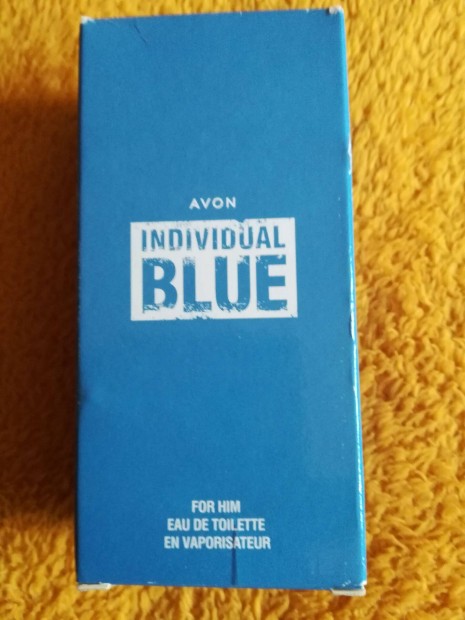 AVON
INDIVIDUAL
BLUE
FOR HIM
EAU DE TOILETTE
EN VAPORISATEUR